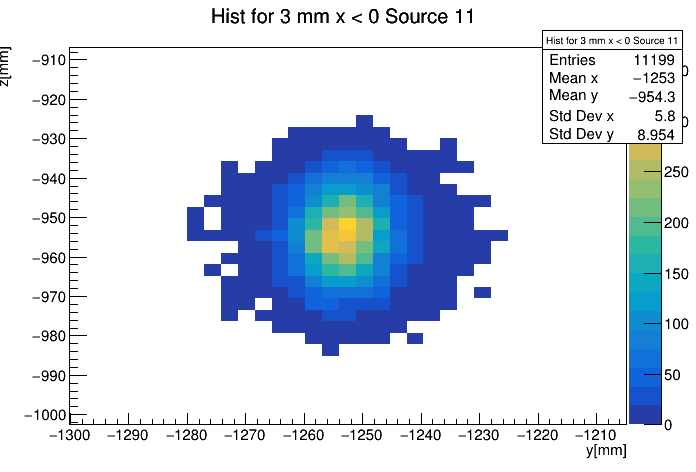 Hist for 3 mm x < 0 Source 11
z[mm]
Hist for 3 mm x < 0 Source 11
Entries 11199
Mean x −1253
Mean y −954.3
Std Dev x 5.8
Std Dev y 8.954
−910
−920
−930
−940
−950
−960
−970
−980
−990
−1000
250
200
150
100
50
0
−1300 −1290 −1280 −1270 −1260 −1250 −1240 −1230 −1220 −1210
y[mm]